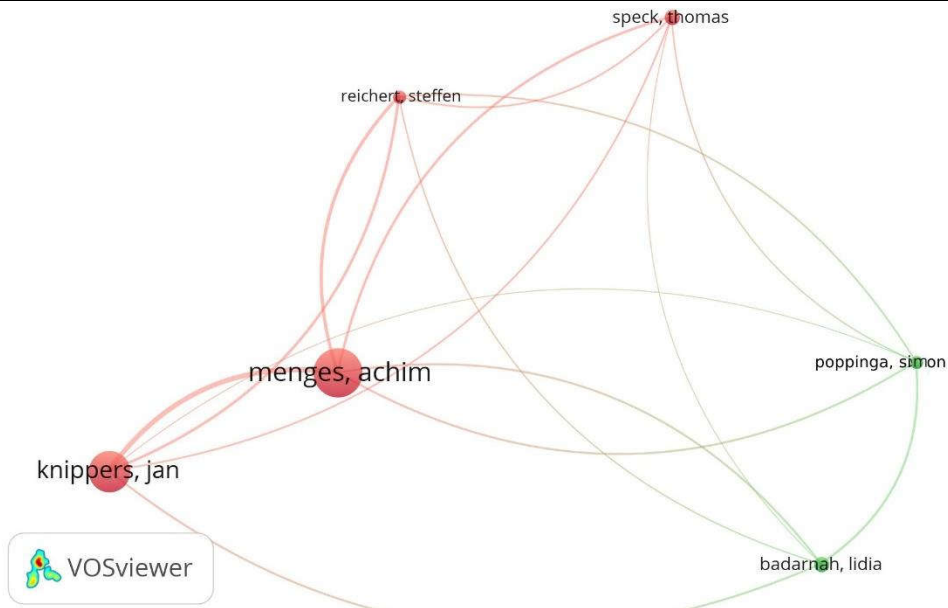 speck, thomas
reichert, steffen
poppinga, simon
menges, achim
knippers, jan
badarnah, lidia
VOSviewer